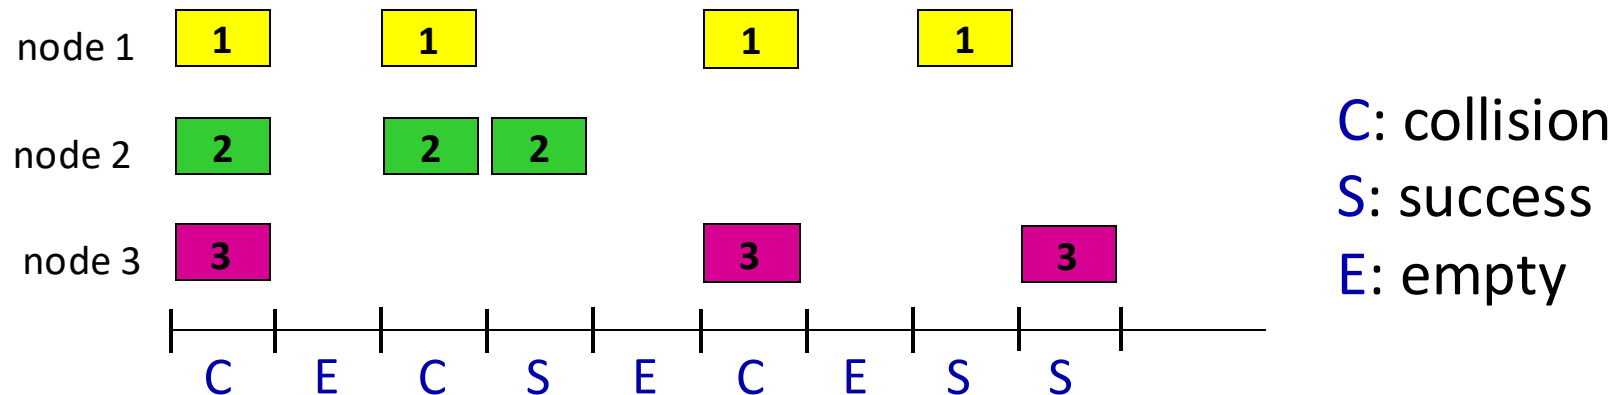 node 1 1 1 1 1
node 2 2 2 2
node 3 3 3 3
C E C S E C E S S
C: collision
S: success
E: empty